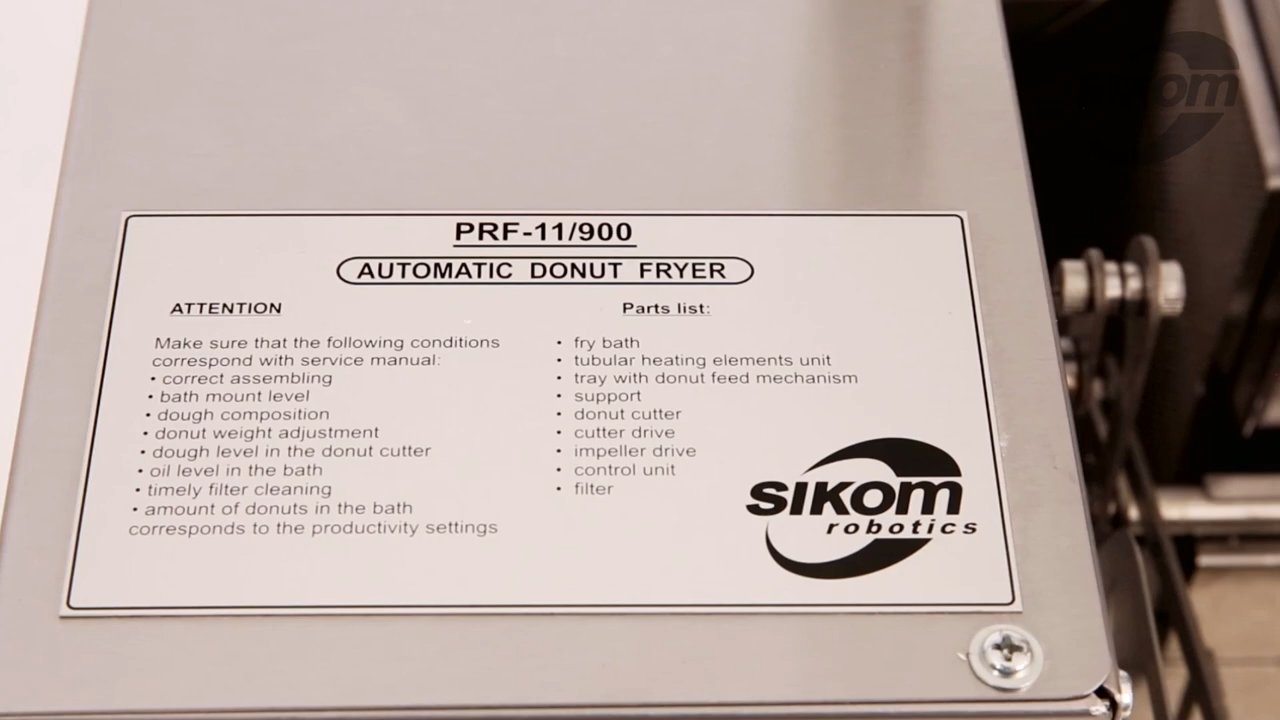 PRF-11/900
AUTOMATIC DONUT FRYER
ATTENTION
Make sure that the following conditions
correspond with service manual:
• correct assembling
• bath mount level
• dough composition
• donut weight adjustment
• dough level in the donut cutter
• oil level in the bath
• timely filter cleaning
• amount of donuts in the bath
corresponds to the productivity settings
Parts list:
• fry bath
• tubular heating elements unit
• tray with donut feed mechanism
• support
• donut cutter
• cutter drive
• impeller drive
• control unit
• filter
sikom
robotics